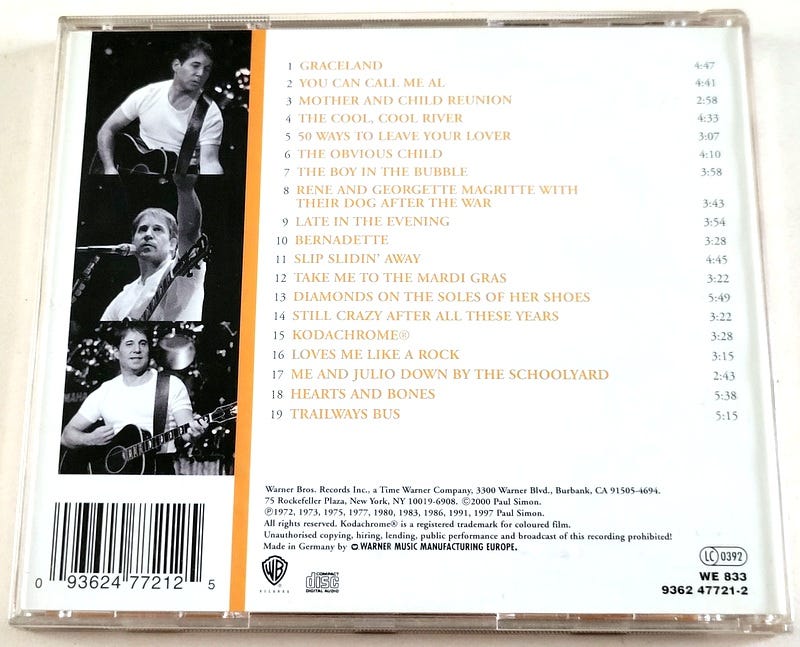 1 GRACELAND 4:47
2 YOU CAN CALL ME AL 4:41
3 MOTHER AND CHILD REUNION 2:58
4 THE COOL, COOL RIVER 4:33
5 50 WAYS TO LEAVE YOUR LOVER 3:07
6 THE OBVIOUS CHILD 4:10
7 THE BOY IN THE BUBBLE 3:58
8 RENE AND GEORGETTE MAGRITTE WITH
THEIR DOG AFTER THE WAR 3:43
9 LATE IN THE EVENING 3:54
10 BERNADETTE 3:28
11 SLIP SLIDIN' AWAY 4:45
12 TAKE ME TO THE MARDI GRAS 3:22
13 DIAMONDS ON THE SOLES OF HER SHOES 5:49
14 STILL CRAZY AFTER ALL THESE YEARS 3:22
15 KODACHROME® 3:28
16 LOVES ME LIKE A ROCK 3:15
17 ME AND JULIO DOWN BY THE SCHOOLYARD 2:43
18 HEARTS AND BONES 5:38
19 TRAILWAYS BUS 5:15
Warner Bros. Records Inc., a Time Warner Company, 3300 Warner Blvd., Burbank, CA 91505-4694.
75 Rockefeller Plaza, New York, NY 10019-6908. ©2000 Paul Simon.
℗1972, 1973, 1975, 1977, 1980, 1983, 1986, 1991, 1997 Paul Simon.
All rights reserved. Kodachrome® is a registered trademark for coloured film.
Unauthorised copying, hiring, lending, public performance and broadcast of this recording prohibited!
Made in Germany by WARNER MUSIC MANUFACTURING EUROPE.
WB
RECORDS
COMPACT
disc
DIGITAL AUDIO
LC 0392
WE 833
9362 47721-2
0 93624 77212 5